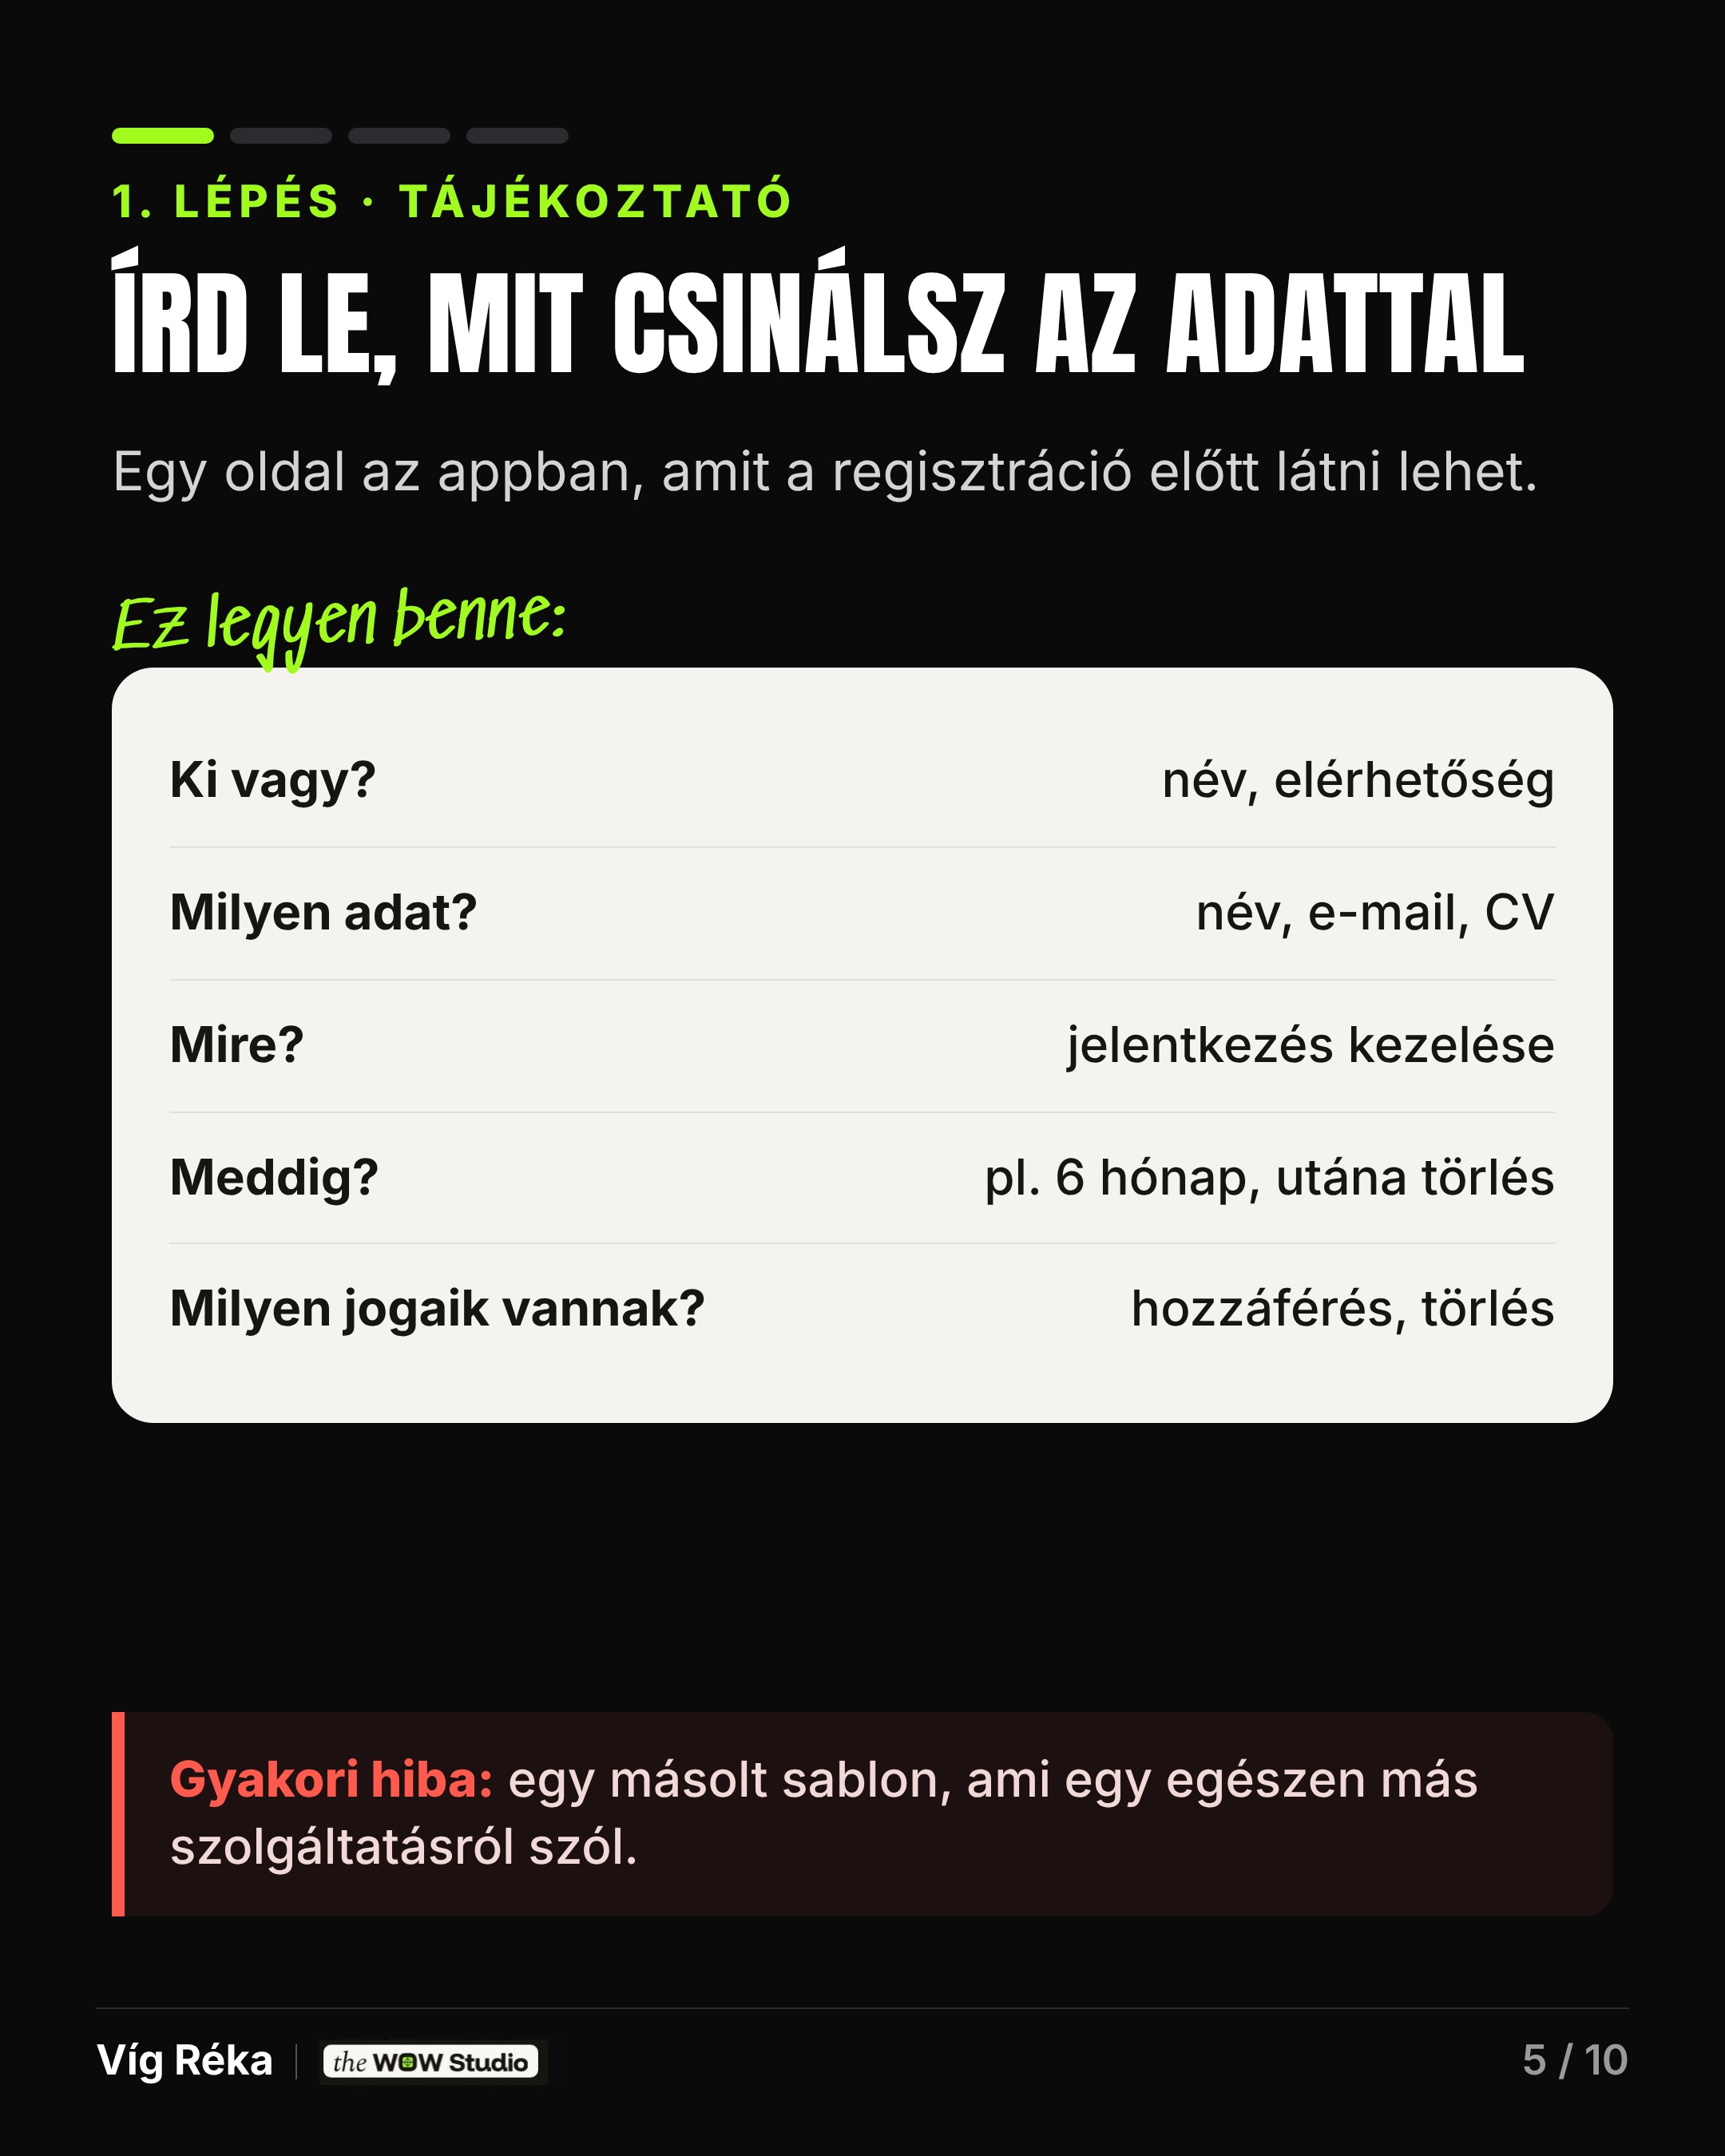 1. LÉPÉS · TÁJÉKOZTATÓ
ÍRD LE, MIT CSINÁLSZ AZ ADATTAL
Egy oldal az appban, amit a regisztráció előtt látni lehet.
Ez legyen benne:
Ki vagy? név, elérhetőség
Milyen adat? név, e-mail, CV
Mire? jelentkezés kezelése
Meddig? pl. 6 hónap, utána törlés
Milyen jogaik vannak? hozzáférés, törlés
Gyakori hiba: egy másolt sablon, ami egy egészen más
szolgáltatásról szól.
Víg Réka the WOW Studio 5 / 10